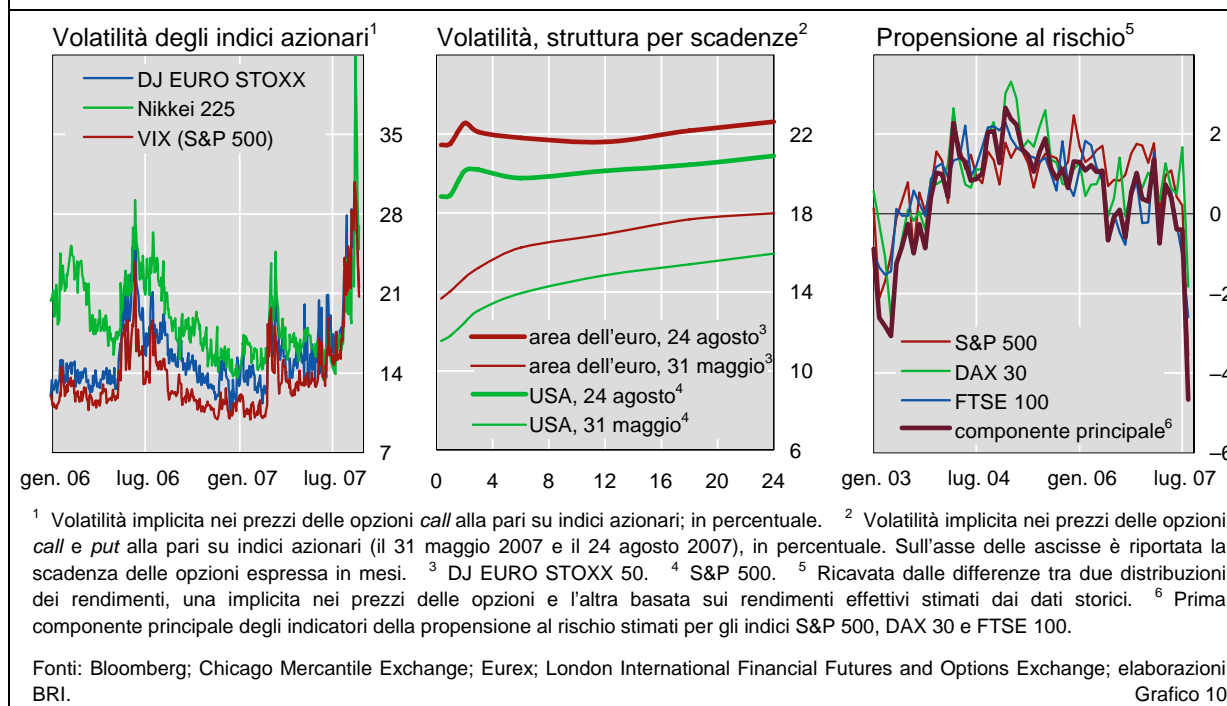 Volatilità degli indici azionari¹
DJ EURO STOXX
Nikkei 225
VIX (S&P 500)
35
28
21
14
7
gen. 06 lug. 06 gen. 07 lug. 07
Volatilità, struttura per scadenze²
area dell'euro, 24 agosto³
area dell'euro, 31 maggio³
USA, 24 agosto⁴
USA, 31 maggio⁴
22
18
14
10
6
0 4 8 12 16 20 24
Propensione al rischio⁵
S&P 500
DAX 30
FTSE 100
componente principale⁶
2
0
–2
–4
–6
gen. 03 lug. 04 gen. 06 lug. 07
¹ Volatilità implicita nei prezzi delle opzioni call alla pari su indici azionari; in percentuale. ² Volatilità implicita nei prezzi delle opzioni
call e put alla pari su indici azionari (il 31 maggio 2007 e il 24 agosto 2007), in percentuale. Sull'asse delle ascisse è riportata la
scadenza delle opzioni espressa in mesi. ³ DJ EURO STOXX 50. ⁴ S&P 500. ⁵ Ricavata dalle differenze tra due distribuzioni
dei rendimenti, una implicita nei prezzi delle opzioni e l'altra basata sui rendimenti effettivi stimati dai dati storici. ⁶ Prima
componente principale degli indicatori della propensione al rischio stimati per gli indici S&P 500, DAX 30 e FTSE 100.
Fonti: Bloomberg; Chicago Mercantile Exchange; Eurex; London International Financial Futures and Options Exchange; elaborazioni
BRI. Grafico 10